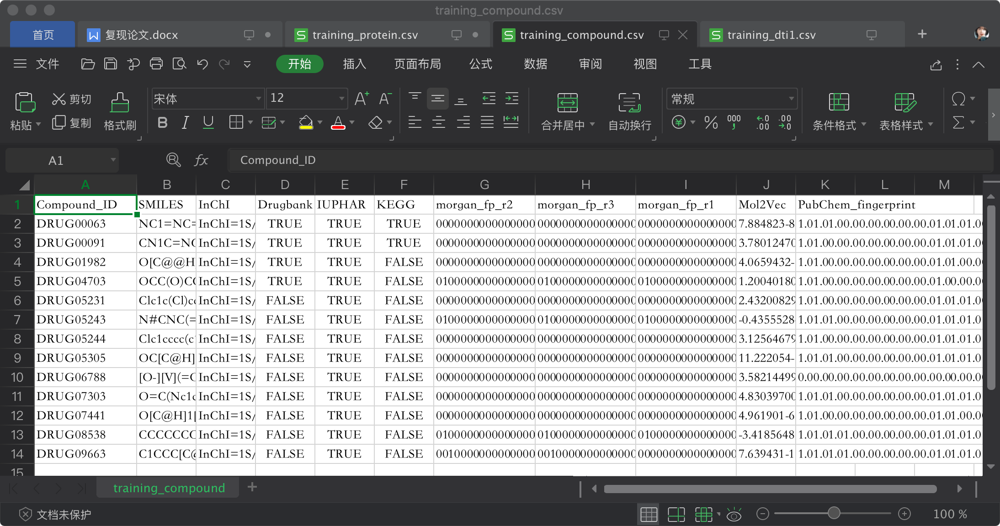 training_compound.csv
首页 复现论文.docx training_protein.csv training_compound.csv training_dti1.csv
文件 开始 插入 页面布局 公式 数据 审阅 视图 工具
剪切 宋体 12 A+ A- 常规
粘贴 复制 格式刷 B I U A 合并居中 自动换行 % 000 条件格式 表格样式
A1 fx Compound_ID
A B C D E F G H I J K L M
1 Compound_ID SMILES InChI Drugbank IUPHAR KEGG morgan_fp_r2 morgan_fp_r3 morgan_fp_r1 Mol2Vec PubChem_fingerprint
2 DRUG00063 NC1=NC= InChI=1S/ TRUE TRUE TRUE 0000000000000000 0000000000000000 0000000000000000 7.884823-8 1.01.01.00.00.00.00.00.00.01.01.01.0
3 DRUG00091 CN1C=NC InChI=1S/ TRUE TRUE TRUE 0000000000000000 0000000000000000 0000000000000000 3.78012470 1.01.00.00.00.00.00.00.00.01.01.01.0
4 DRUG01982 O[C@@H InChI=1S/ TRUE TRUE FALSE 0000000000000000 0000000000000000 0000000000000000 4.0659432- 1.01.00.00.00.00.00.00.00.01.01.00.0
5 DRUG04703 OCC(O)CC InChI=1S/ TRUE TRUE FALSE 0100000000000000 0100000000000000 0100000000000000 1.20040180 1.01.00.00.00.00.00.00.00.01.00.00.0
6 DRUG05231 Clc1c(Cl)cc InChI=1S/ FALSE TRUE FALSE 0000000000000000 0000000000000000 0000000000000000 2.43200829 1.01.00.00.00.00.00.00.00.01.01.01.0
7 DRUG05243 N#CNC(= InChI=1S/ FALSE TRUE FALSE 0100000000000000 0100000000000000 0100000000000000 -0.4355528 1.01.01.00.00.00.00.00.00.01.01.01.0
8 DRUG05244 Clc1cccc(c InChI=1S/ FALSE TRUE FALSE 0000000000000000 0000000000000000 0000000000000000 3.12564679 1.01.00.00.00.00.00.00.00.01.01.01.0
9 DRUG05305 OC[C@H] InChI=1S/ FALSE TRUE FALSE 0000000000000000 0000000000000000 0000000000000000 11.222054- 1.01.01.00.00.00.00.00.00.01.01.01.0
10 DRUG06788 [O-][V](= InChI=1S/ FALSE TRUE FALSE 0000000000000000 0000000000000000 0000000000000000 3.58214499 0.00.00.00.00.00.00.00.00.00.00.00.0
11 DRUG07303 O=C(Nc1c InChI=1S/ FALSE TRUE FALSE 0000000000000000 0000000000000000 0000000000000000 4.83039700 1.01.01.00.00.00.00.00.00.01.01.01.0
12 DRUG07441 O[C@H]1[ InChI=1S/ FALSE TRUE FALSE 0000000000000000 0000000000000000 0000000000000000 4.961901-6 1.01.00.00.00.00.00.00.00.01.01.00.0
13 DRUG08538 CCCCCCC InChI=1S/ FALSE TRUE FALSE 0100000000000000 0100000000000000 0100000000000000 -3.4185648 1.01.01.01.00.00.00.00.00.01.01.01.0
14 DRUG09663 C1CCC[C@ InChI=1S/ FALSE TRUE FALSE 0010000000000000 0010000000000000 0000000000000000 7.639431-1 1.01.01.01.00.00.00.00.00.01.01.01.0
15
training_compound
文档未保护 100 %